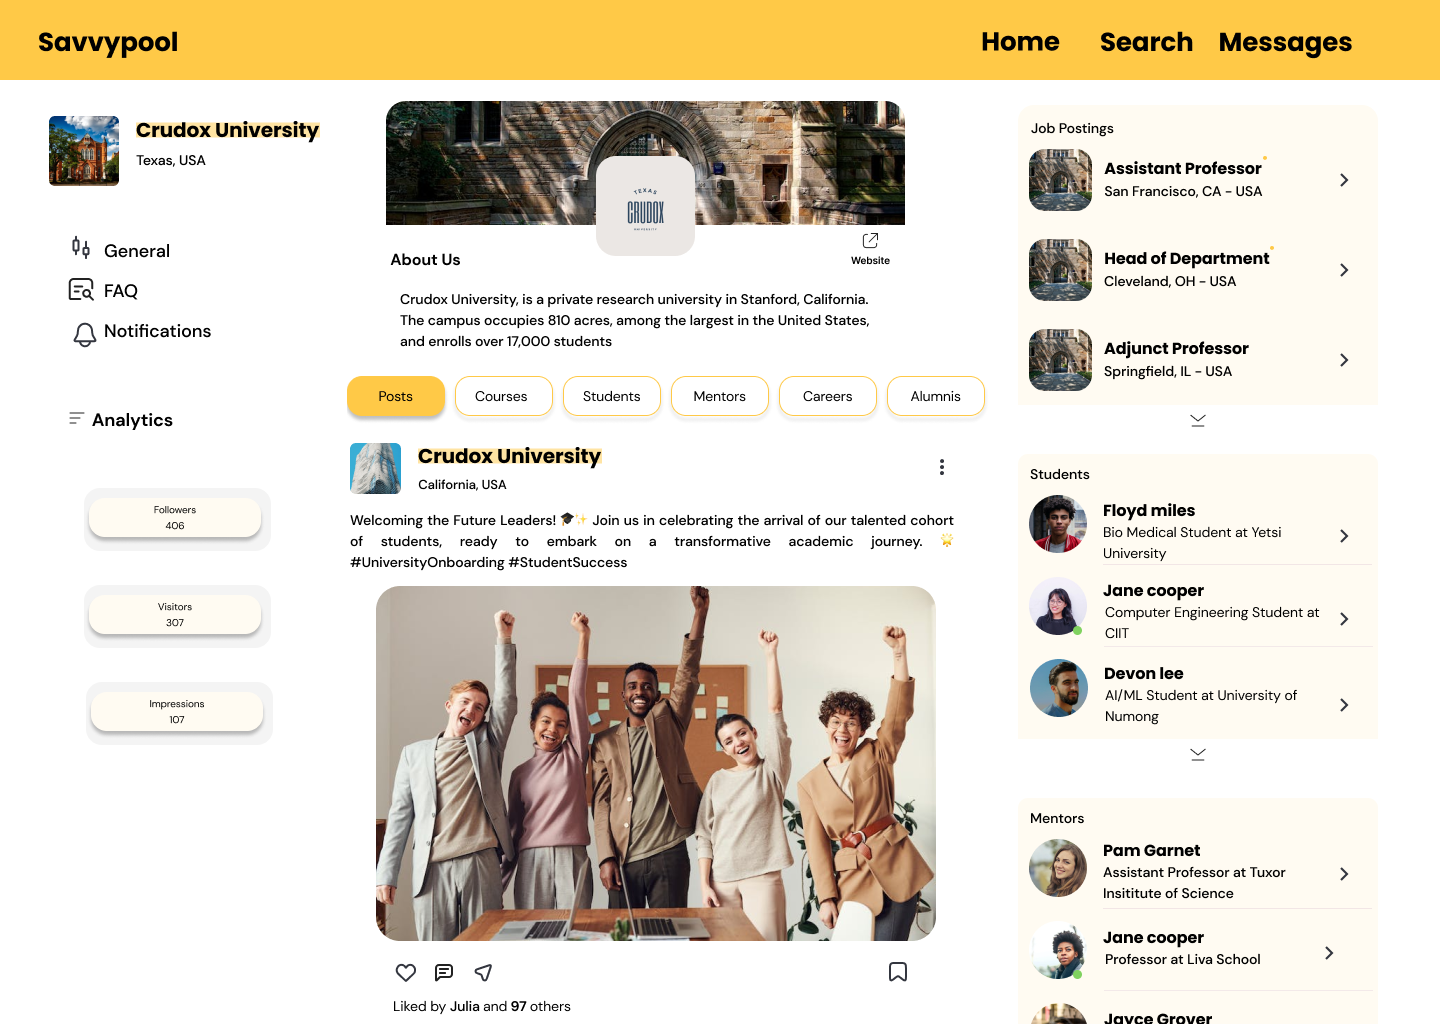 Savvypool
Home Search Messages
Crudox University
Texas, USA
General
FAQ
Notifications
Analytics
Followers
406
Visitors
307
Impressions
107
TEXAS
CRUDOX
UNIVERSITY
About Us
Website
Crudox University, is a private research university in Stanford, California.
The campus occupies 810 acres, among the largest in the United States,
and enrolls over 17,000 students
Posts
Courses
Students
Mentors
Careers
Alumnis
Crudox University
California, USA
Welcoming the Future Leaders! 🎓✨ Join us in celebrating the arrival of our talented cohort
of students, ready to embark on a transformative academic journey. 🌟
#UniversityOnboarding #StudentSuccess
Liked by Julia and 97 others
Job Postings
Assistant Professor
San Francisco, CA - USA
Head of Department
Cleveland, OH - USA
Adjunct Professor
Springfield, IL - USA
Students
Floyd miles
Bio Medical Student at Yetsi
University
Jane cooper
Computer Engineering Student at
CIIT
Devon lee
AI/ML Student at University of
Numong
Mentors
Pam Garnet
Assistant Professor at Tuxor
Insititute of Science
Jane cooper
Professor at Liva School
Jayce Grover